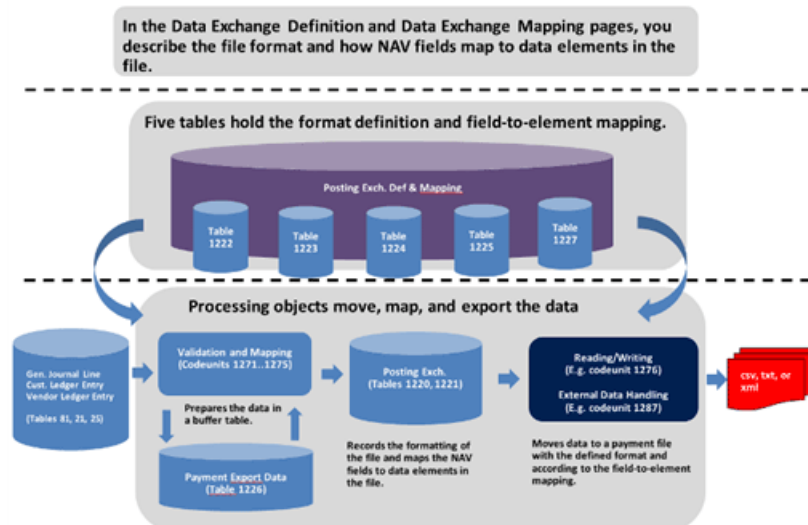 In the Data Exchange Definition and Data Exchange Mapping pages, you
describe the file format and how NAV fields map to data elements in the
file.
Five tables hold the format definition and field-to-element mapping.
Posting Exch. Def & Mapping
Table
1222
Table
1223
Table
1224
Table
1225
Table
1227
Processing objects move, map, and export the data
Gen. Journal Line
Cust. Ledger Entry
Vendor Ledger Entry
(Tables 81, 21, 25)
Validation and Mapping
(Codeunits 1271..1275)
Prepares the data in
a buffer table.
Payment Export Data
(Table 1226)
Posting Exch.
(Tables 1220, 1221)
Records the formatting of
the file and maps the NAV
fields to data elements in
the file.
Reading/Writing
(E.g. codeunit 1276)
External Data Handling
(E.g. codeunit 1287)
Moves data to a payment file
with the defined format and
according to the field-to-element
mapping.
csv, txt, or
xml